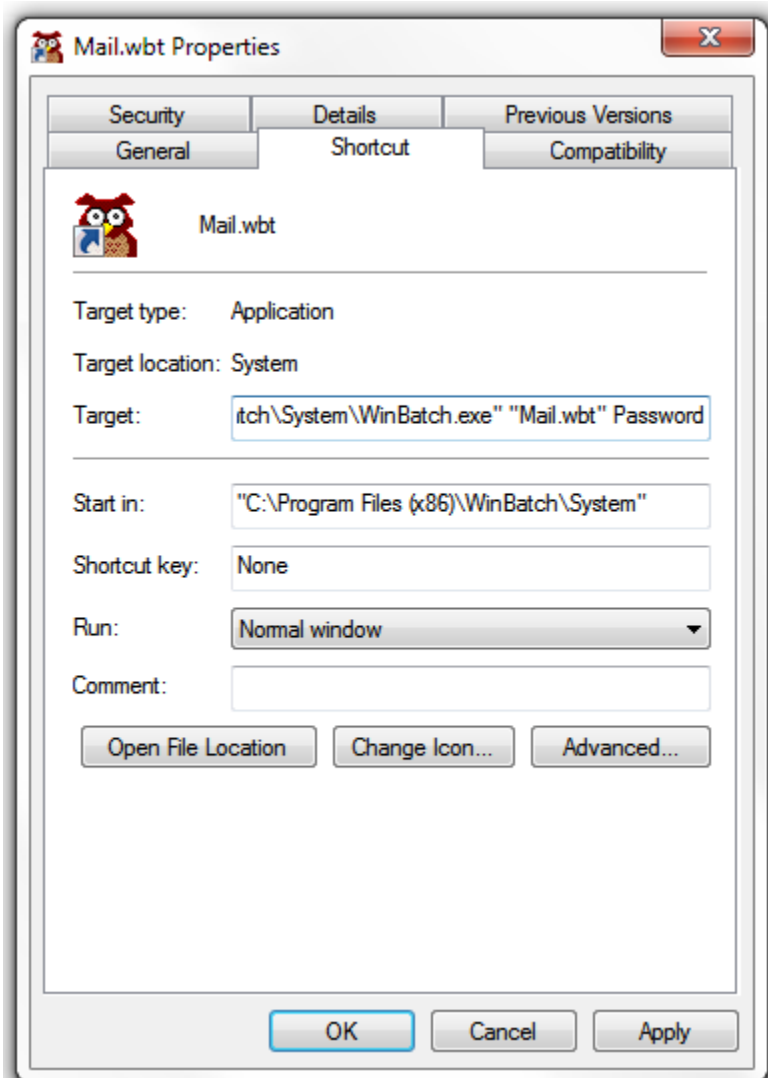 Mail.wbt Properties
Security Details Previous Versions
General Shortcut Compatibility
Mail.wbt
Target type: Application
Target location: System
Target: itch\System\WinBatch.exe" "Mail.wbt" Password
Start in: "C:\Program Files (x86)\WinBatch\System"
Shortcut key: None
Run: Normal window
Comment:
Open File Location Change Icon... Advanced...
OK Cancel Apply